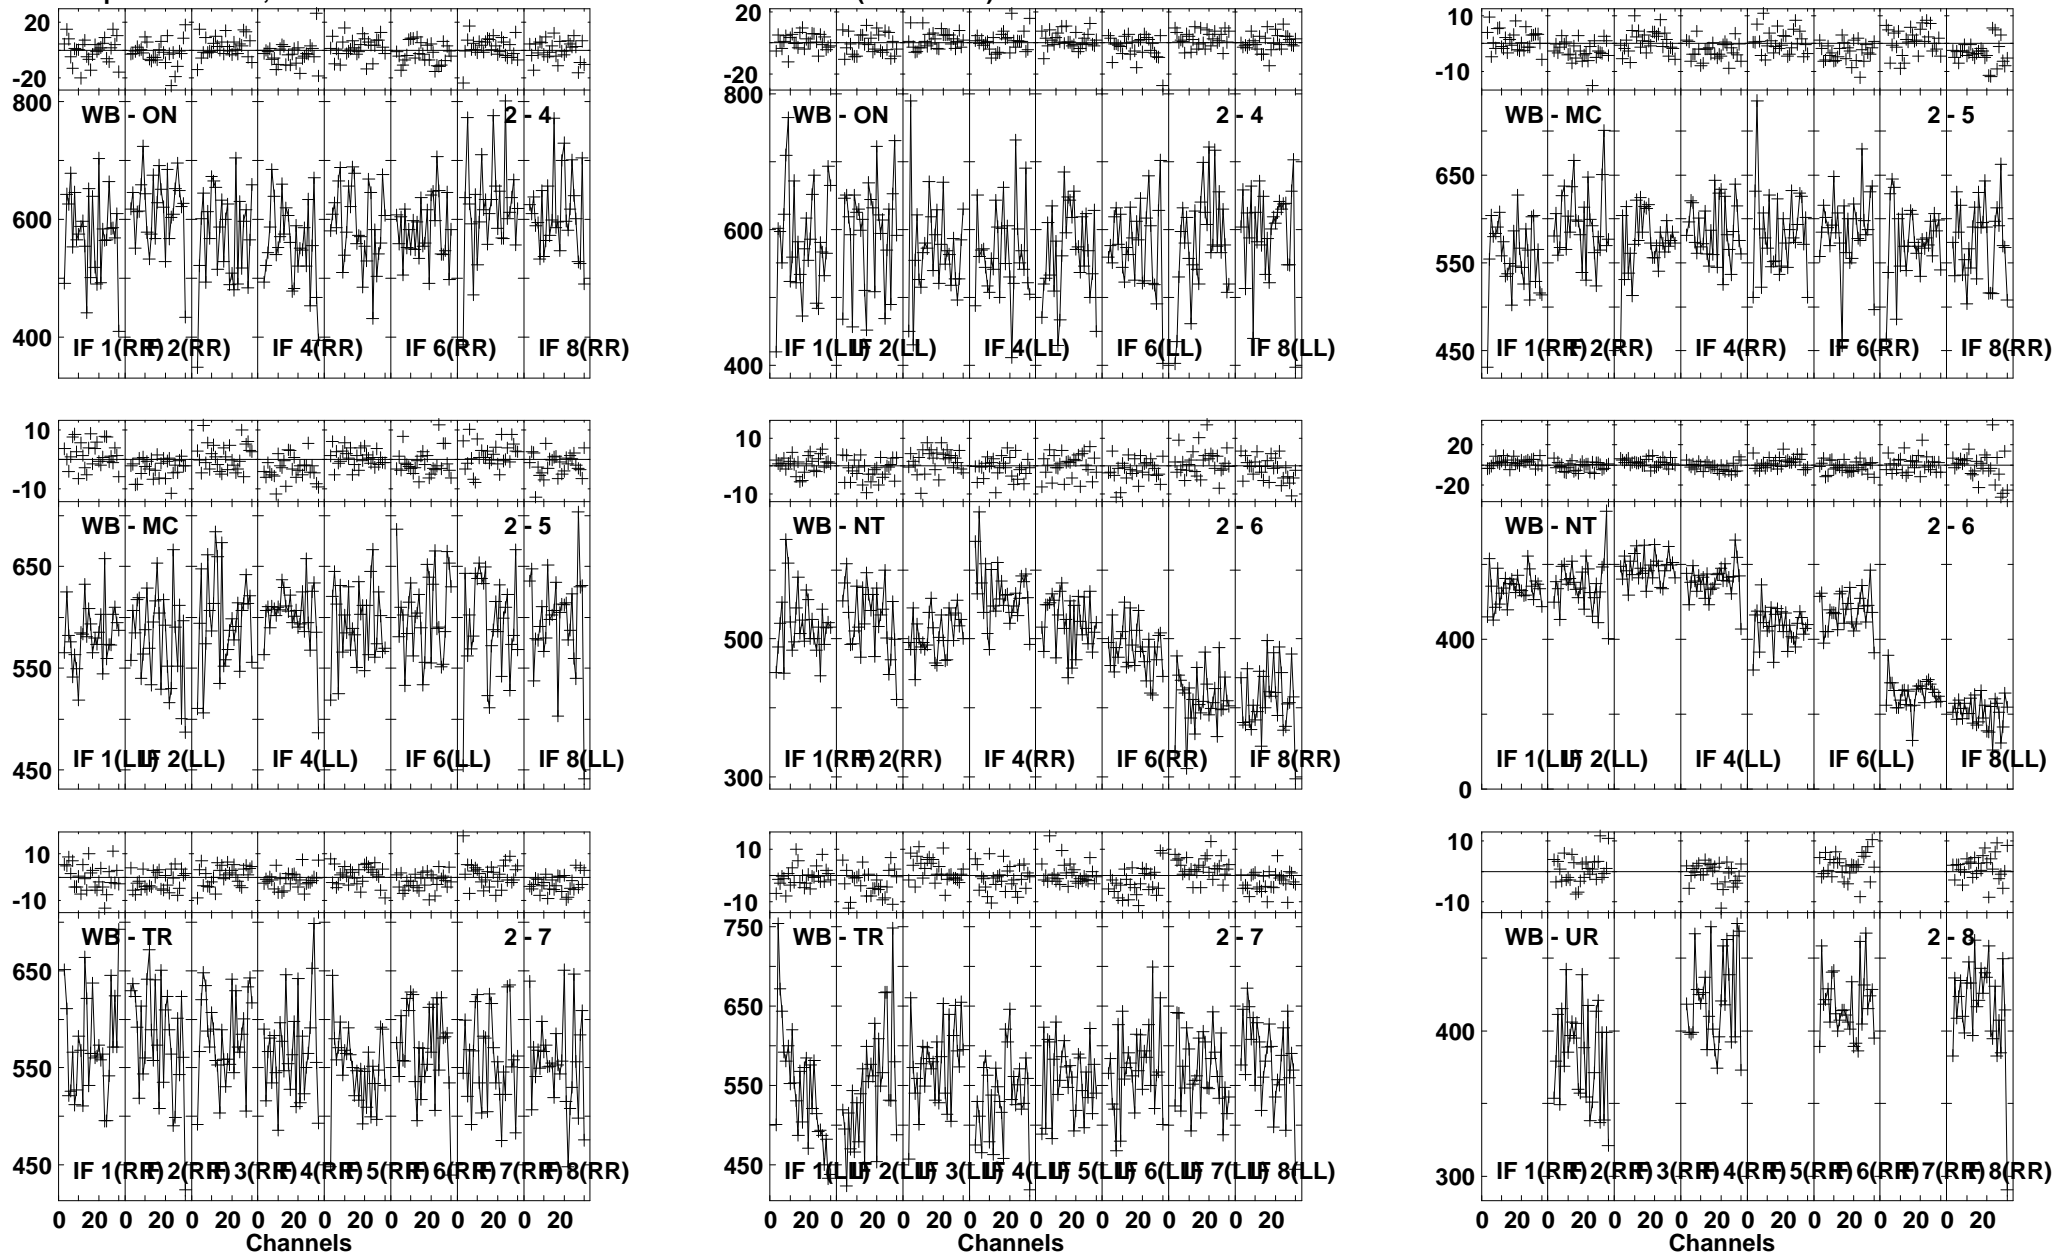 20
-20
800
WB - ON 2 - 4
600
400
IF 1(RR) IF 2(RR) IF 4(RR) IF 6(RR) IF 8(RR)
20
-20
800
WB - ON 2 - 4
600
400
IF 1(LL) IF 2(LL) IF 4(LL) IF 6(LL) IF 8(LL)
10
-10
WB - MC 2 - 5
650
550
450
IF 1(RR) IF 2(RR) IF 4(RR) IF 6(RR) IF 8(RR)
10
-10
WB - MC 2 - 5
650
550
450
IF 1(LL) IF 2(LL) IF 4(LL) IF 6(LL) IF 8(LL)
10
-10
WB - NT 2 - 6
500
300
IF 1(RR) IF 2(RR) IF 4(RR) IF 6(RR) IF 8(RR)
20
-20
WB - NT 2 - 6
400
0
IF 1(LL) IF 2(LL) IF 4(LL) IF 6(LL) IF 8(LL)
10
-10
WB - TR 2 - 7
650
550
450
IF 1(RR) IF 2(RR) IF 3(RR) IF 4(RR) IF 5(RR) IF 6(RR) IF 7(RR) IF 8(RR)
0 20 0 20 0 20 0 20 0 20 0 20 0 20 0 20
Channels
10
-10
750
WB - TR 2 - 7
650
550
450
IF 1(LL) IF 2(LL) IF 3(LL) IF 4(LL) IF 5(LL) IF 6(LL) IF 7(LL) IF 8(LL)
0 20 0 20 0 20 0 20 0 20 0 20 0 20 0 20
Channels
10
-10
WB - UR 2 - 8
400
300
IF 1(RR) IF 2(RR) IF 3(RR) IF 4(RR) IF 5(RR) IF 6(RR) IF 7(RR) IF 8(RR)
0 20 0 20 0 20 0 20 0 20 0 20 0 20 0 20
Channels